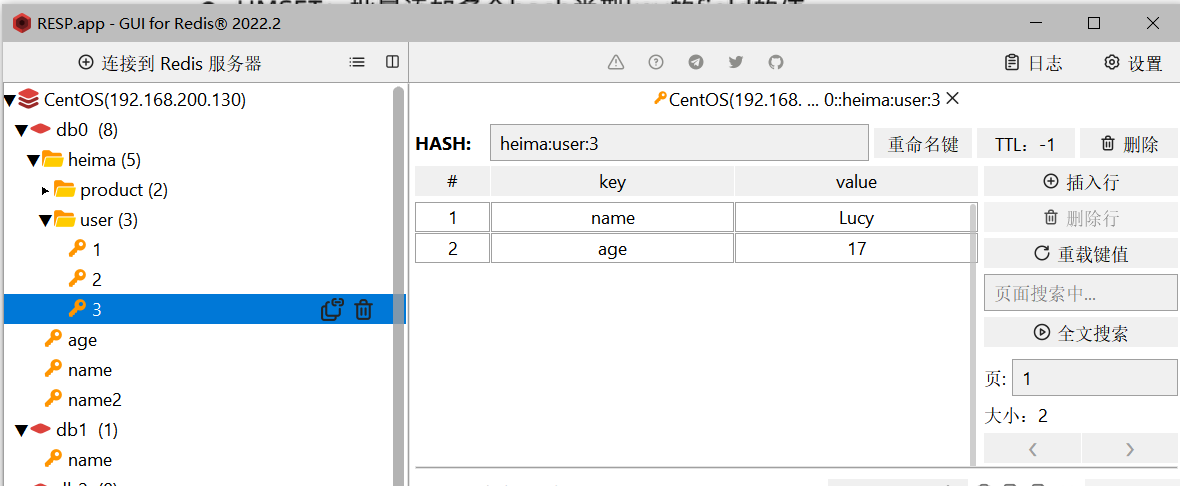 RESP.app - GUI for Redis® 2022.2
连接到 Redis 服务器
日志
设置
CentOS(192.168.200.130)
db0 (8)
heima (5)
product (2)
user (3)
1
2
3
age
name
name2
db1 (1)
name
CentOS(192.168. ... 0::heima:user:3
HASH: heima:user:3 重命名键 TTL：-1 删除
# key value
1 name Lucy
2 age 17
插入行
删除行
重载键值
页面搜索中...
全文搜索
页: 1
大小：2